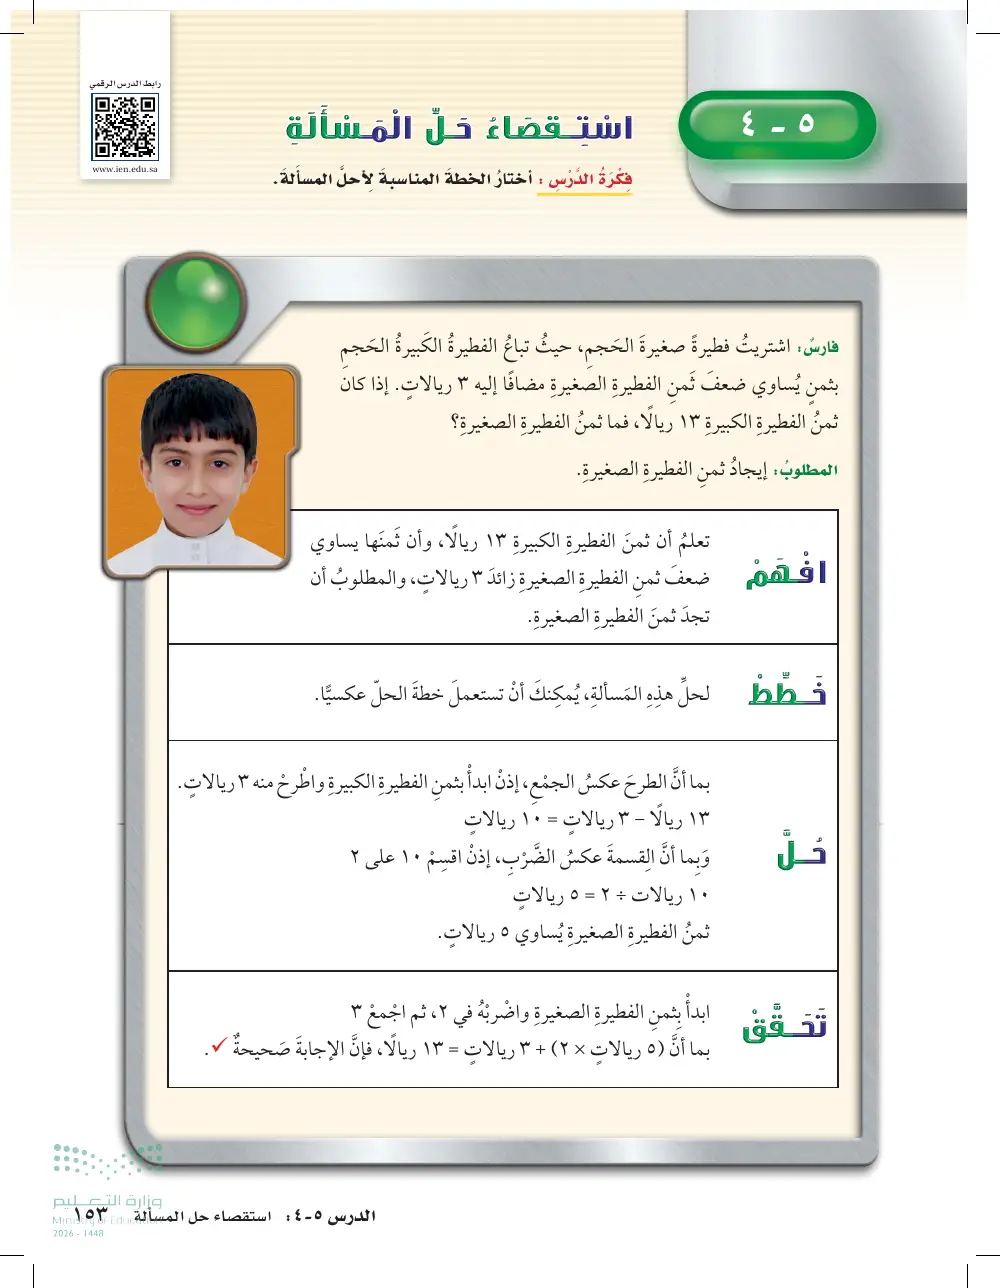 رابط الدرس الرقمي
www.ien.edu.sa
٥ - ٤
اسْتِقصَاءُ حَلِّ الْمَسْأَلَةِ
فِكْرَةُ الدَّرْسِ : أختارُ الخطةَ المناسبةَ لِأحلَّ المسأَلةَ.
فارسٌ: اشتريتُ فطيرةً صغيرةَ الحَجمِ، حيثُ تباعُ الفطيرةُ الكَبيرةُ الحَجمِ
بثمنٍ يُساوي ضعفَ ثَمنِ الفطيرةِ الصغيرةِ مضافًا إليه ٣ ريالاتٍ. إذا كان
ثمنُ الفطيرةِ الكبيرةِ ١٣ ريالًا، فما ثمنُ الفطيرةِ الصغيرةِ؟
المطلوبُ: إيجادُ ثمنِ الفطيرةِ الصغيرةِ.
افْهَمْ
تعلمُ أن ثمنَ الفطيرةِ الكبيرةِ ١٣ ريالًا، وأن ثَمنَها يساوي
ضعفَ ثمنِ الفطيرةِ الصغيرةِ زائدَ ٣ ريالاتٍ، والمطلوبُ أن
تجدَ ثمنَ الفطيرةِ الصغيرةِ.
خَطِّطْ
لحلِّ هذِهِ المَسألةِ، يُمكِنكَ أنْ تستعملَ خطةَ الحلّ عكسيًّا.
حُلَّ
بما أنَّ الطرحَ عكسُ الجمْعِ، إذنْ ابدأْ بثمنِ الفطيرةِ الكبيرةِ واطْرحْ منه ٣ ريالاتٍ.
١٣ ريالًا – ٣ ريالاتٍ = ١٠ ريالاتٍ
وَبِما أنَّ القِسمةَ عكسُ الضَّرْبِ، إذنْ اقسِمْ ١٠ على ٢
١٠ ريالات ÷ ٢ = ٥ ريالاتٍ
ثمنُ الفطيرةِ الصغيرةِ يُساوي ٥ ريالاتٍ.
تَحَقَّقْ
ابدأْ بِثمنِ الفطيرةِ الصغيرةِ واضْربْهُ في ٢، ثم اجْمعْ ٣
بما أنَّ (٥ ريالاتٍ × ٢) + ٣ ريالاتٍ = ١٣ ريالًا، فإنَّ الإجابةَ صَحيحةٌ ✓.
وزارة التعليم
Ministry of Education
2026 - 1448
الدرس ٥-٤: استقصاء حل المسألة ١٥٣